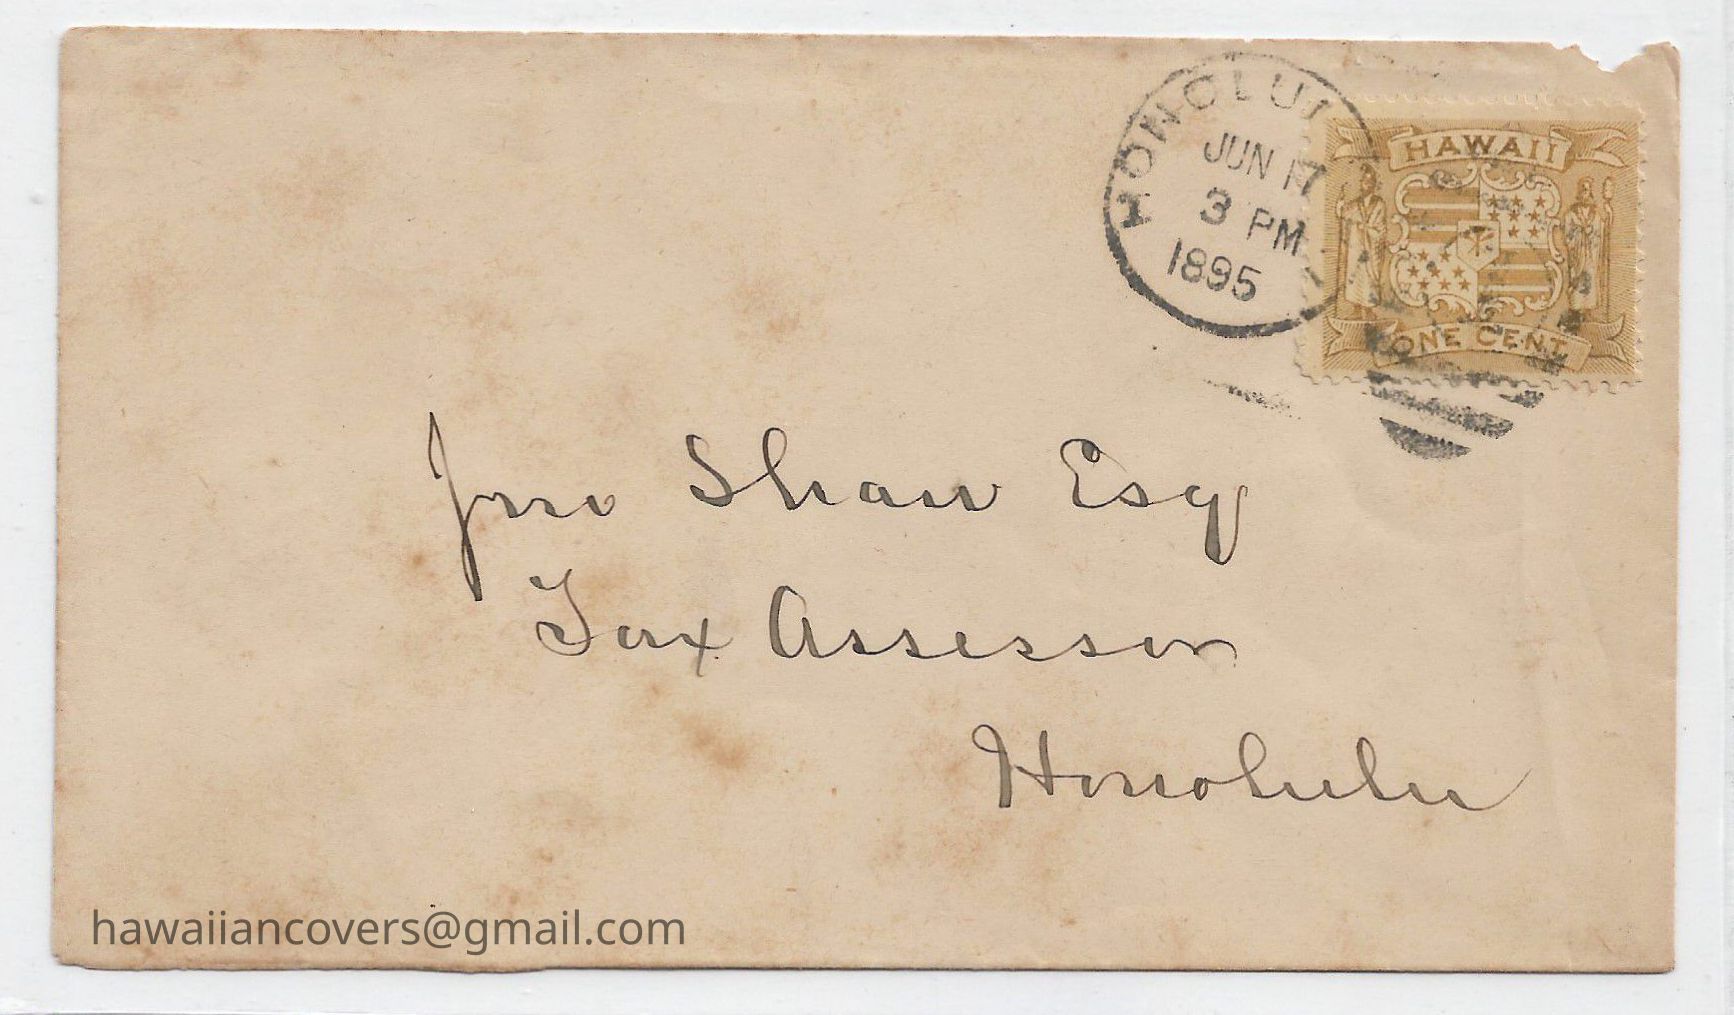 HONOLULU
JUN 17
3 PM
1895
HAWAII
ONE CENT
Jno Shaw Esq
Tax Assessor
Honolulu
hawaiiancovers@gmail.com